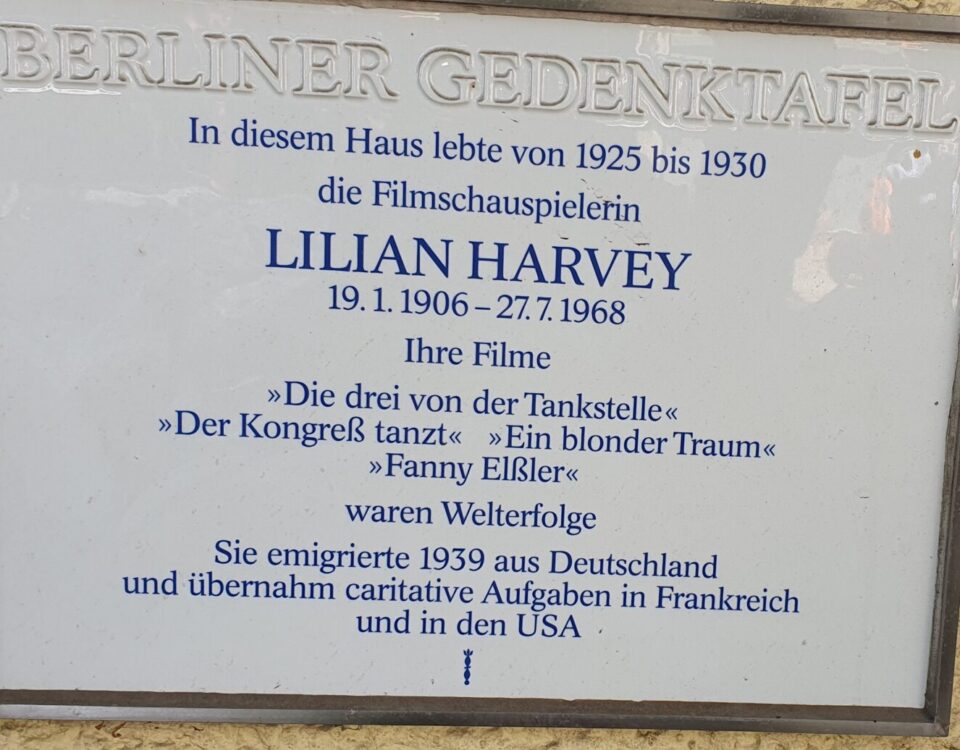 BERLINER GEDENKTAFEL
In diesem Haus lebte von 1925 bis 1930
die Filmschauspielerin
LILIAN HARVEY
19. 1. 1906 – 27. 7. 1968
Ihre Filme
»Die drei von der Tankstelle«
»Der Kongreß tanzt« »Ein blonder Traum«
»Fanny Elßler«
waren Welterfolge
Sie emigrierte 1939 aus Deutschland
und übernahm caritative Aufgaben in Frankreich
und in den USA